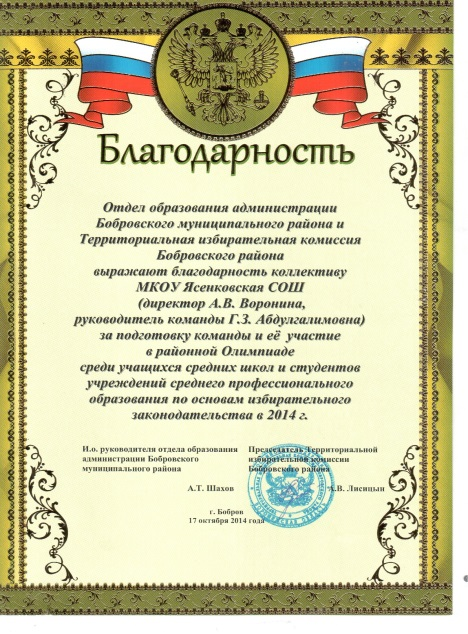 Благодарность
Отдел образования администрации
Бобровского муниципального района и
Территориальная избирательная комиссия
Бобровского района
выражают благодарность коллективу
МКОУ Ясенковская СОШ
(директор А.В. Воронина,
руководитель команды Г.З. Абдулгалимовна)
за подготовку команды и её участие
в районной Олимпиаде
среди учащихся средних школ и студентов
учреждений среднего профессионального
образования по основам избирательного
законодательства в 2014 г.
И.о. руководителя отдела образования
администрации Бобровского
муниципального района
Председатель Территориальной
избирательной комиссии
Бобровского района
А.Т. Шахов
А.В. Лисицын
г. Бобров
17 октября 2014 года